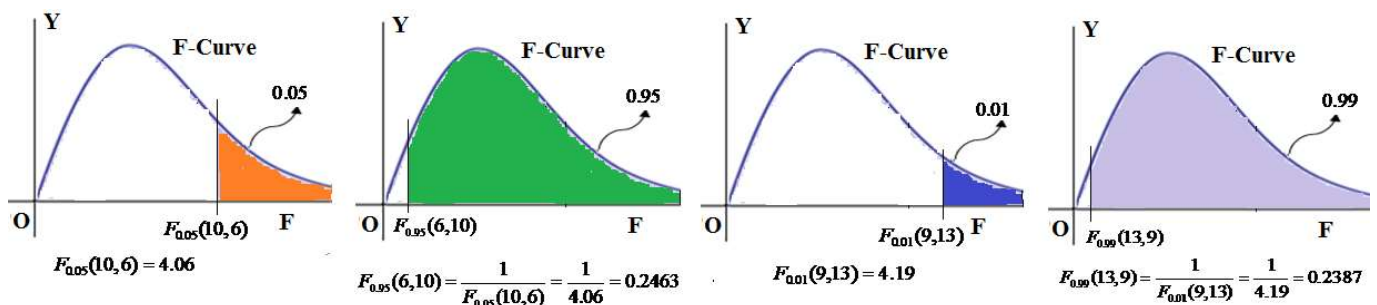 Y
F-Curve
0.05
O
F₀.₀₅(10,6)
F
F₀.₀₅(10,6) = 4.06
Y
F-Curve
0.95
O
F₀.₉₅(6,10)
F
F₀.₉₅(6,10) = 1/F₀.₉₅(10,6) = 1/4.06 = 0.2463
Y
F-Curve
0.01
O
F₀.₀₁(9,13)
F
F₀.₀₁(9,13) = 4.19
Y
F-Curve
0.99
O
F₀.₉₉(13,9)
F
F₀.₉₉(13,9) = 1/F₀.₀₁(9,13) = 1/4.19 = 0.2387